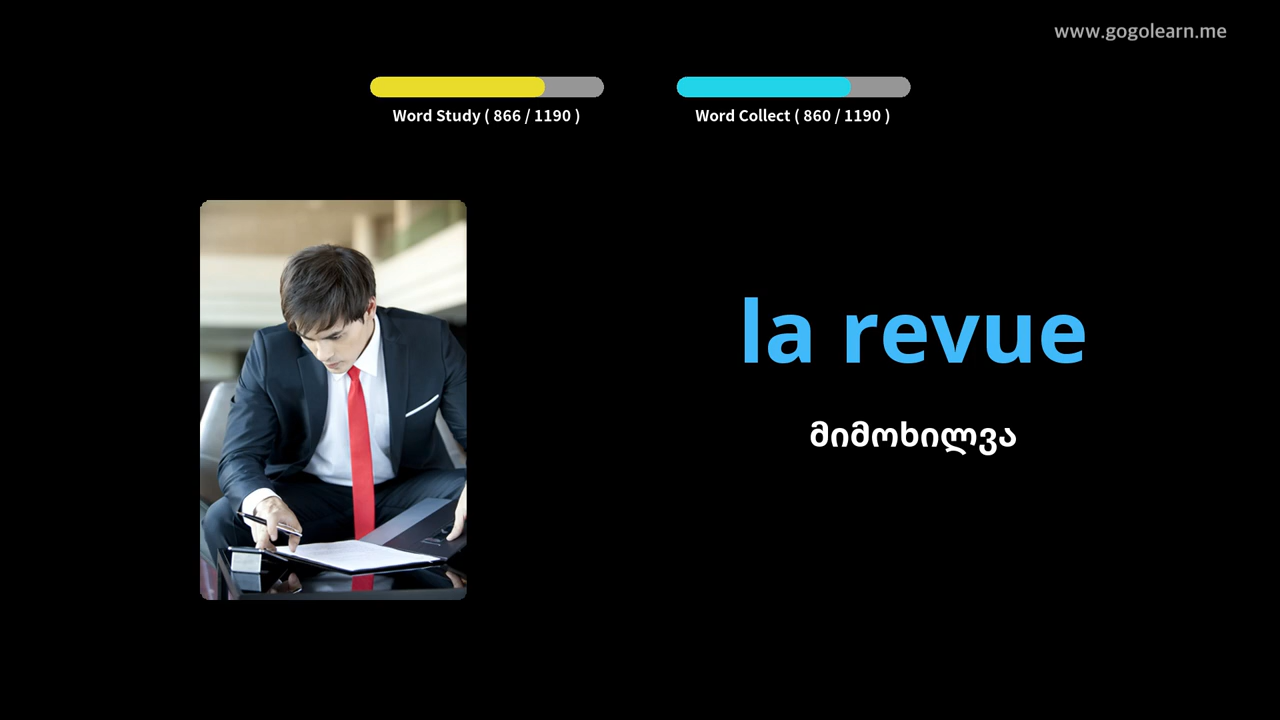 www.gogolearn.me
Word Study ( 866 / 1190 )
Word Collect ( 860 / 1190 )
la revue
მიმოხილვა